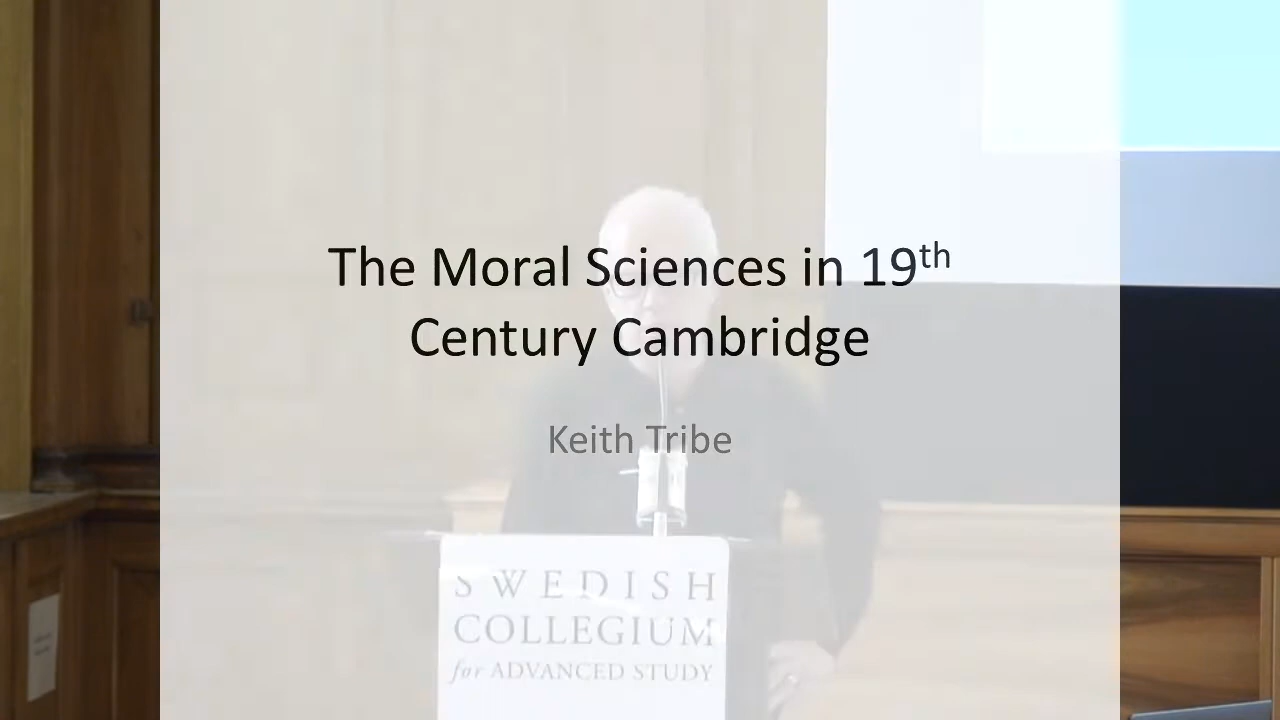 The Moral Sciences in 19th
Century Cambridge
Keith Tribe
SWEDISH
COLLEGIUM
for ADVANCED STUDY